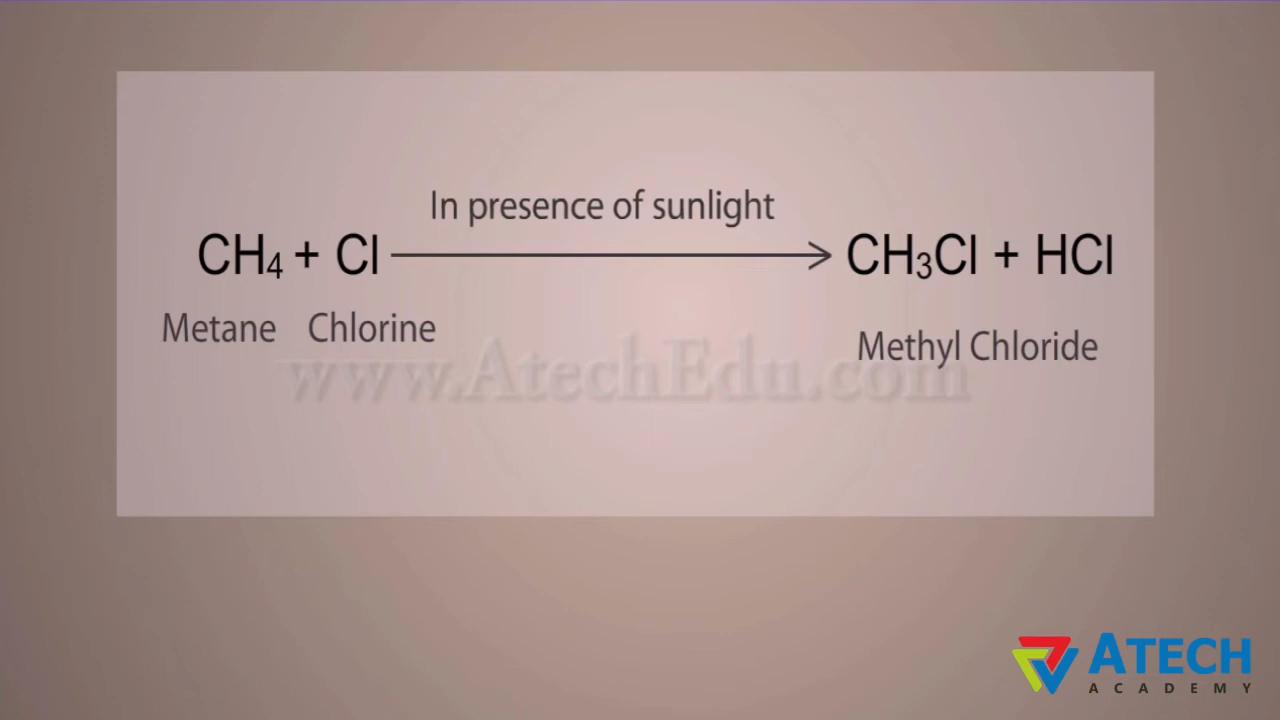 In presence of sunlight
CH₄ + Cl ⟶ CH₃Cl + HCl
Metane Chlorine Methyl Chloride
www.AtechEdu.com
ATECH
ACADEMY